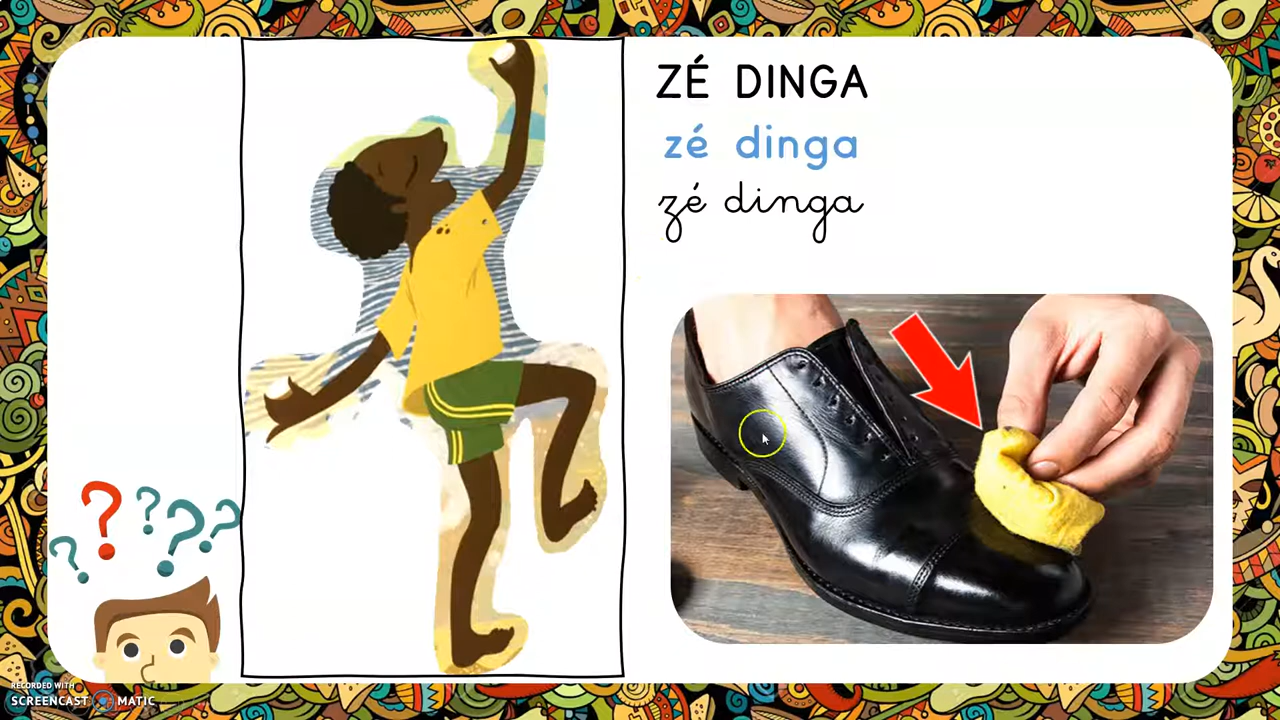 ZÉ DINGA
zé dinga
zé dinga
RECORDED WITH
SCREENCAST MATIC